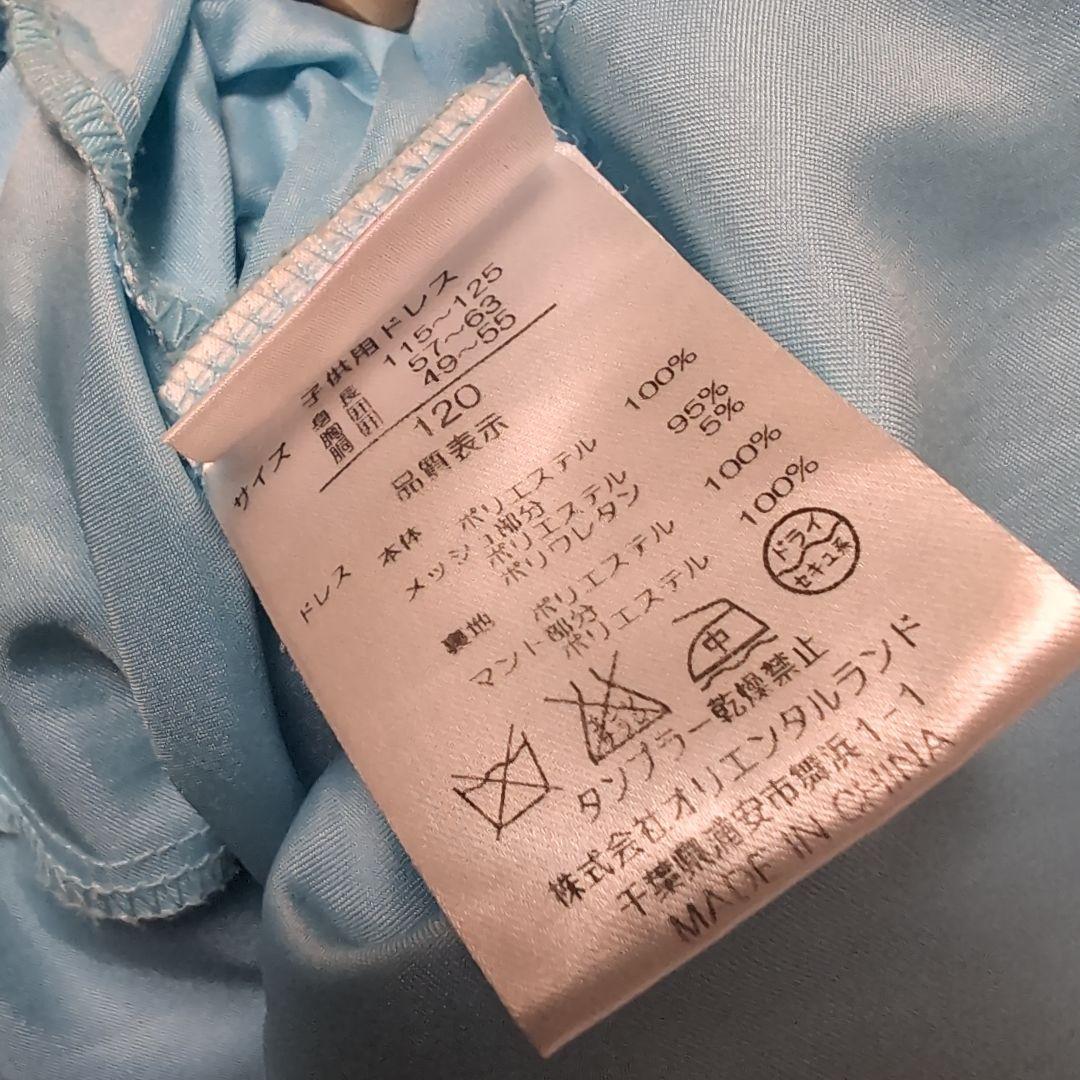 子供用ドレス
サイズ 身長 115～125
胸囲 57～63
胴囲 49～55
120
品質表示
ドレス 本体 ポリエステル 100%
メッシュ部分
ポリエステル 95%
ポリウレタン 5%
裏地 ポリエステル 100%
マント部分
ポリエステル 100%
中
ドライ
セキユ系
タンブラー乾燥禁止
株式会社オリエンタルランド
千葉県浦安市舞浜1-1
MADE IN CHINA